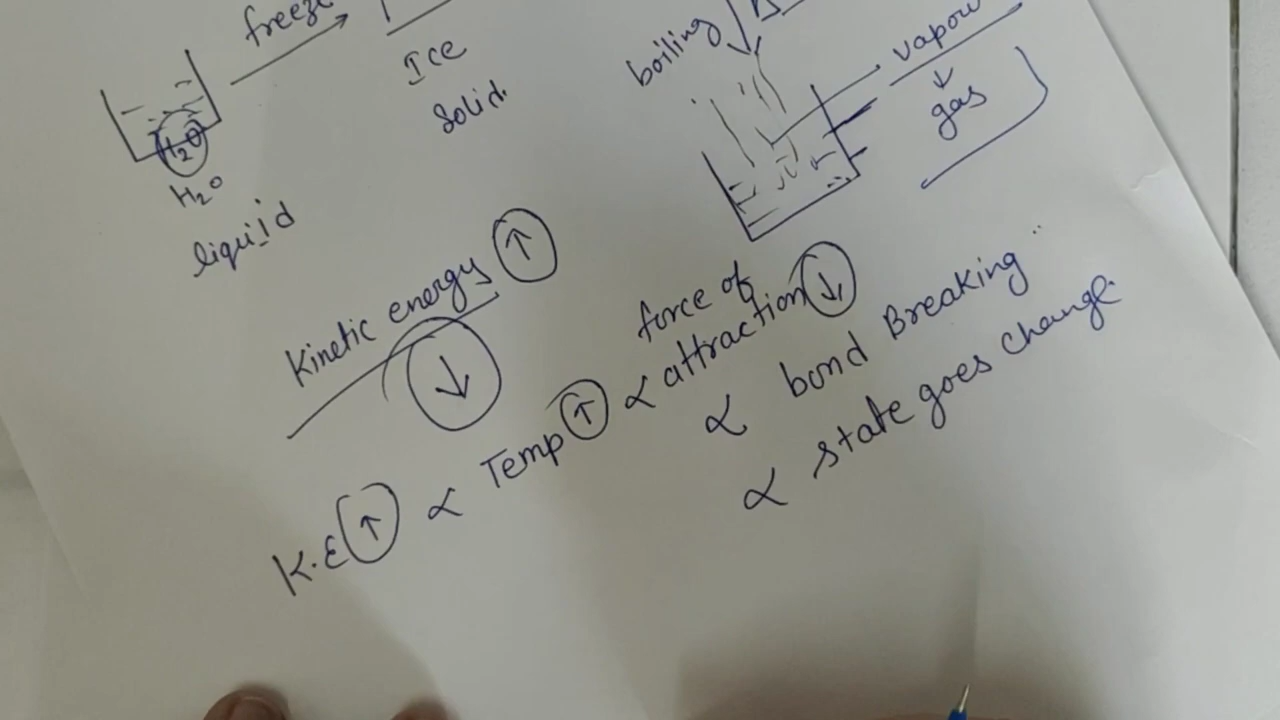 freeze
Ice
Solid.
H2O
H2O
liquid
boiling
vapour
gas
Kinetic energy ↑
↓
K.E ↑ ∝ Temp ↑ ∝ force of attraction ↓
∝ bond Breaking
∝ state goes change.